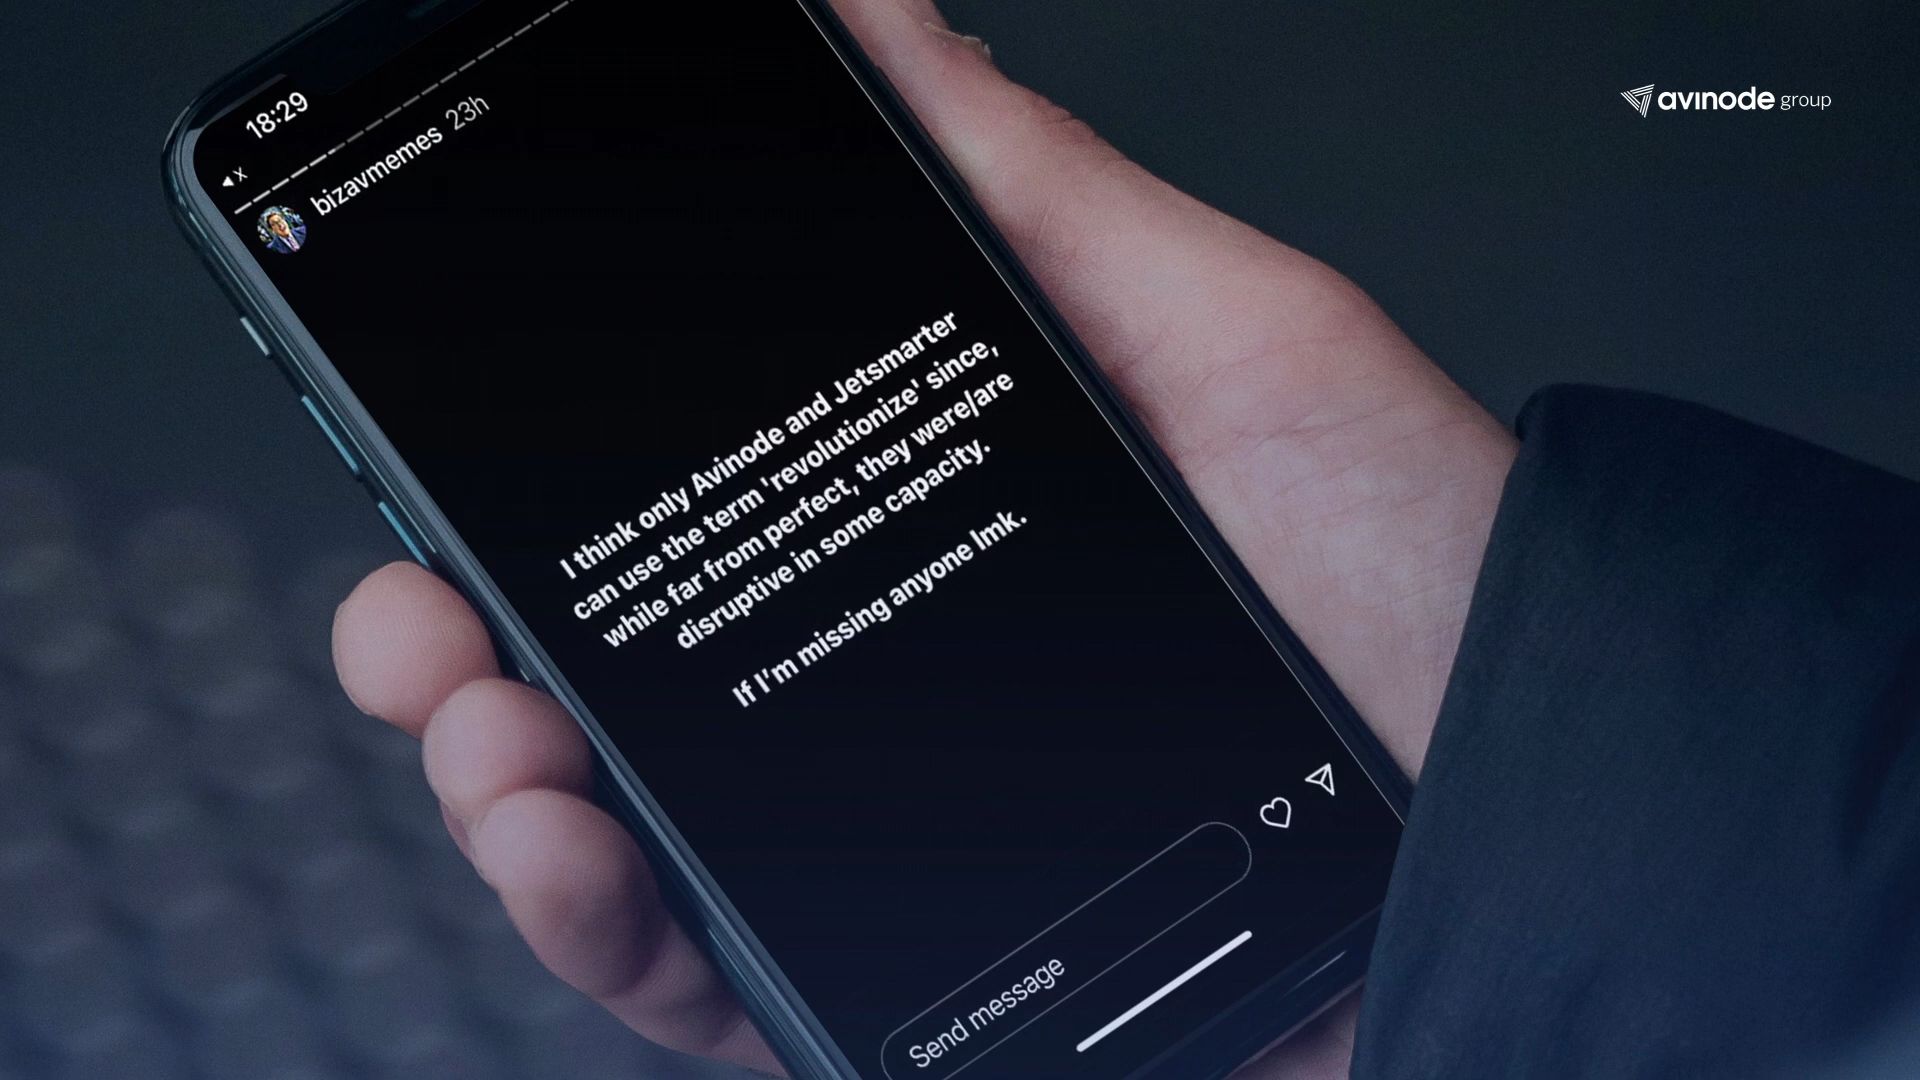 18:29
bizavmemes 23h
I think only Avinode and Jetsmarter
can use the term 'revolutionize' since,
while far from perfect, they were/are
disruptive in some capacity.
If I'm missing anyone lmk.
Send message
avinode group